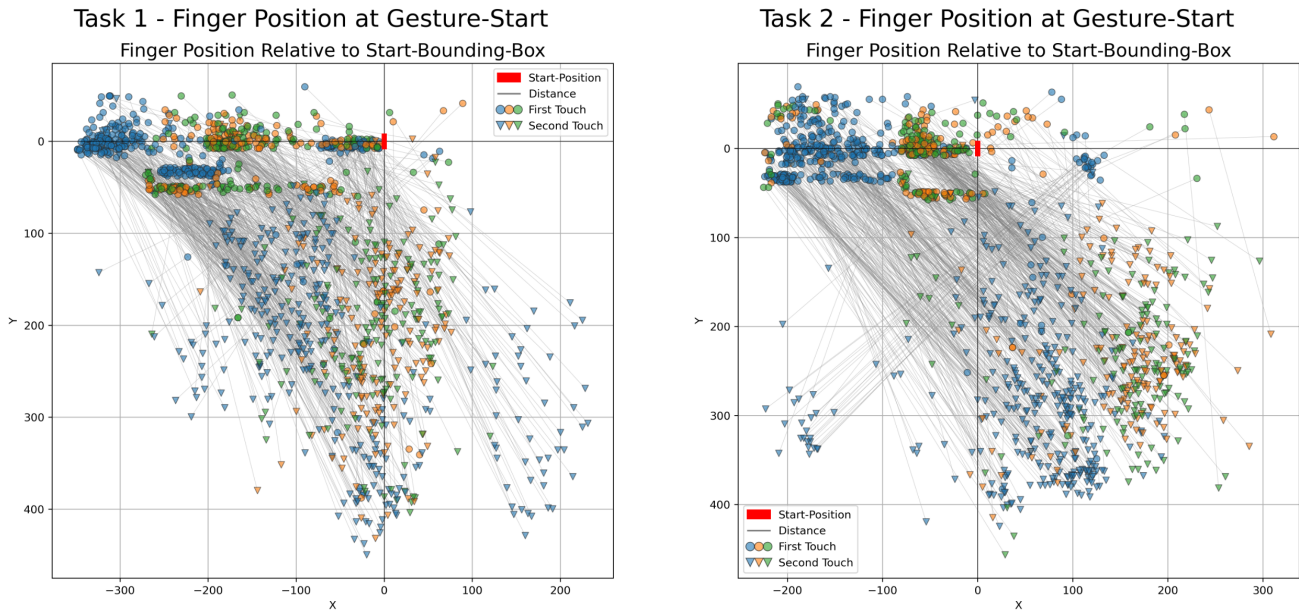 Task 1 - Finger Position at Gesture-Start
Finger Position Relative to Start-Bounding-Box
Start-Position
Distance
First Touch
Second Touch
Y
0
100
200
300
400
−300
−200
−100
0
100
200
X
Task 2 - Finger Position at Gesture-Start
Finger Position Relative to Start-Bounding-Box
Y
0
100
200
300
400
Start-Position
Distance
First Touch
Second Touch
−200
−100
0
100
200
300
X